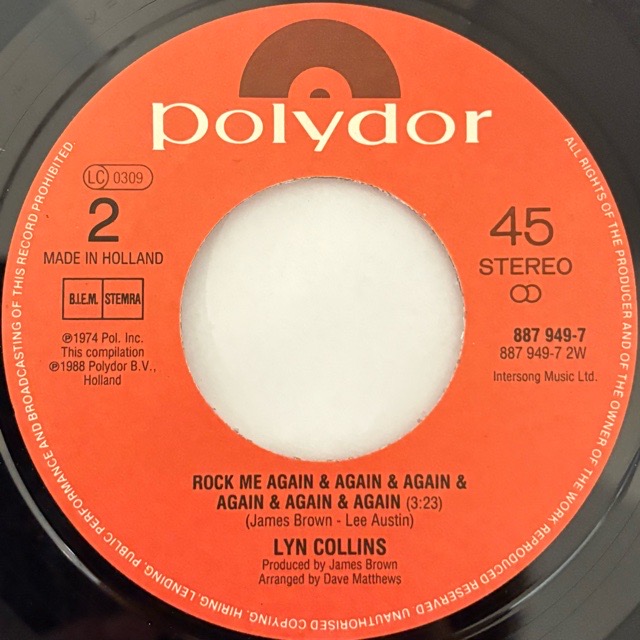 polydor
LC 0309
2
MADE IN HOLLAND
B.I.E.M. STEMRA
℗1974 Pol. Inc.
This compilation
℗1988 Polydor B.V.,
Holland
45
STEREO
887 949-7
887 949-7 2W
Intersong Music Ltd.
ROCK ME AGAIN & AGAIN & AGAIN &
AGAIN & AGAIN & AGAIN (3:23)
(James Brown - Lee Austin)
LYN COLLINS
Produced by James Brown
Arranged by Dave Matthews
ALL RIGHTS OF THE PRODUCER AND OF THE OWNER OF THE WORK REPRODUCED RESERVED. UNAUTHORISED COPYING, HIRING, LENDING, PUBLIC PERFORMANCE AND BROADCASTING OF THIS RECORD PROHIBITED.